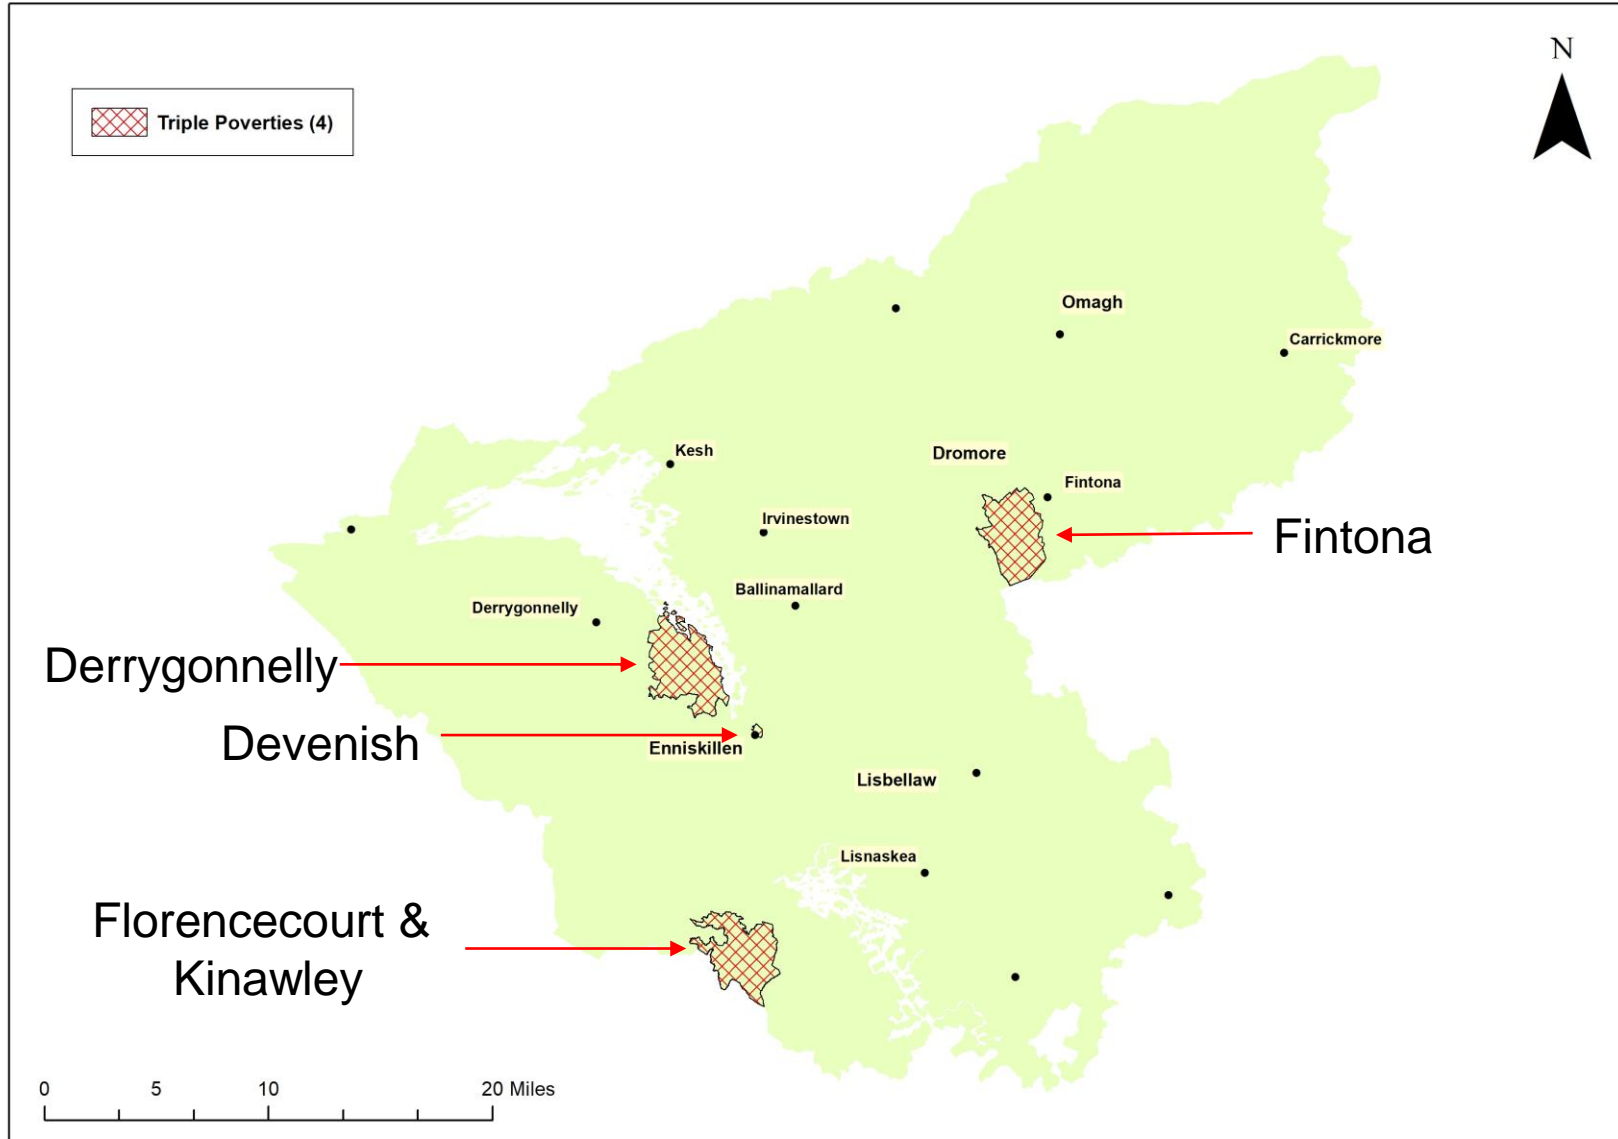 N
Triple Poverties (4)
Omagh
Carrickmore
Kesh
Dromore
Fintona
Irvinestown
Fintona
Ballinamallard
Derrygonnelly
Derrygonnelly
Devenish
Enniskillen
Lisbellaw
Lisnaskea
Florencecourt &
Kinawley
0 5 10 20 Miles